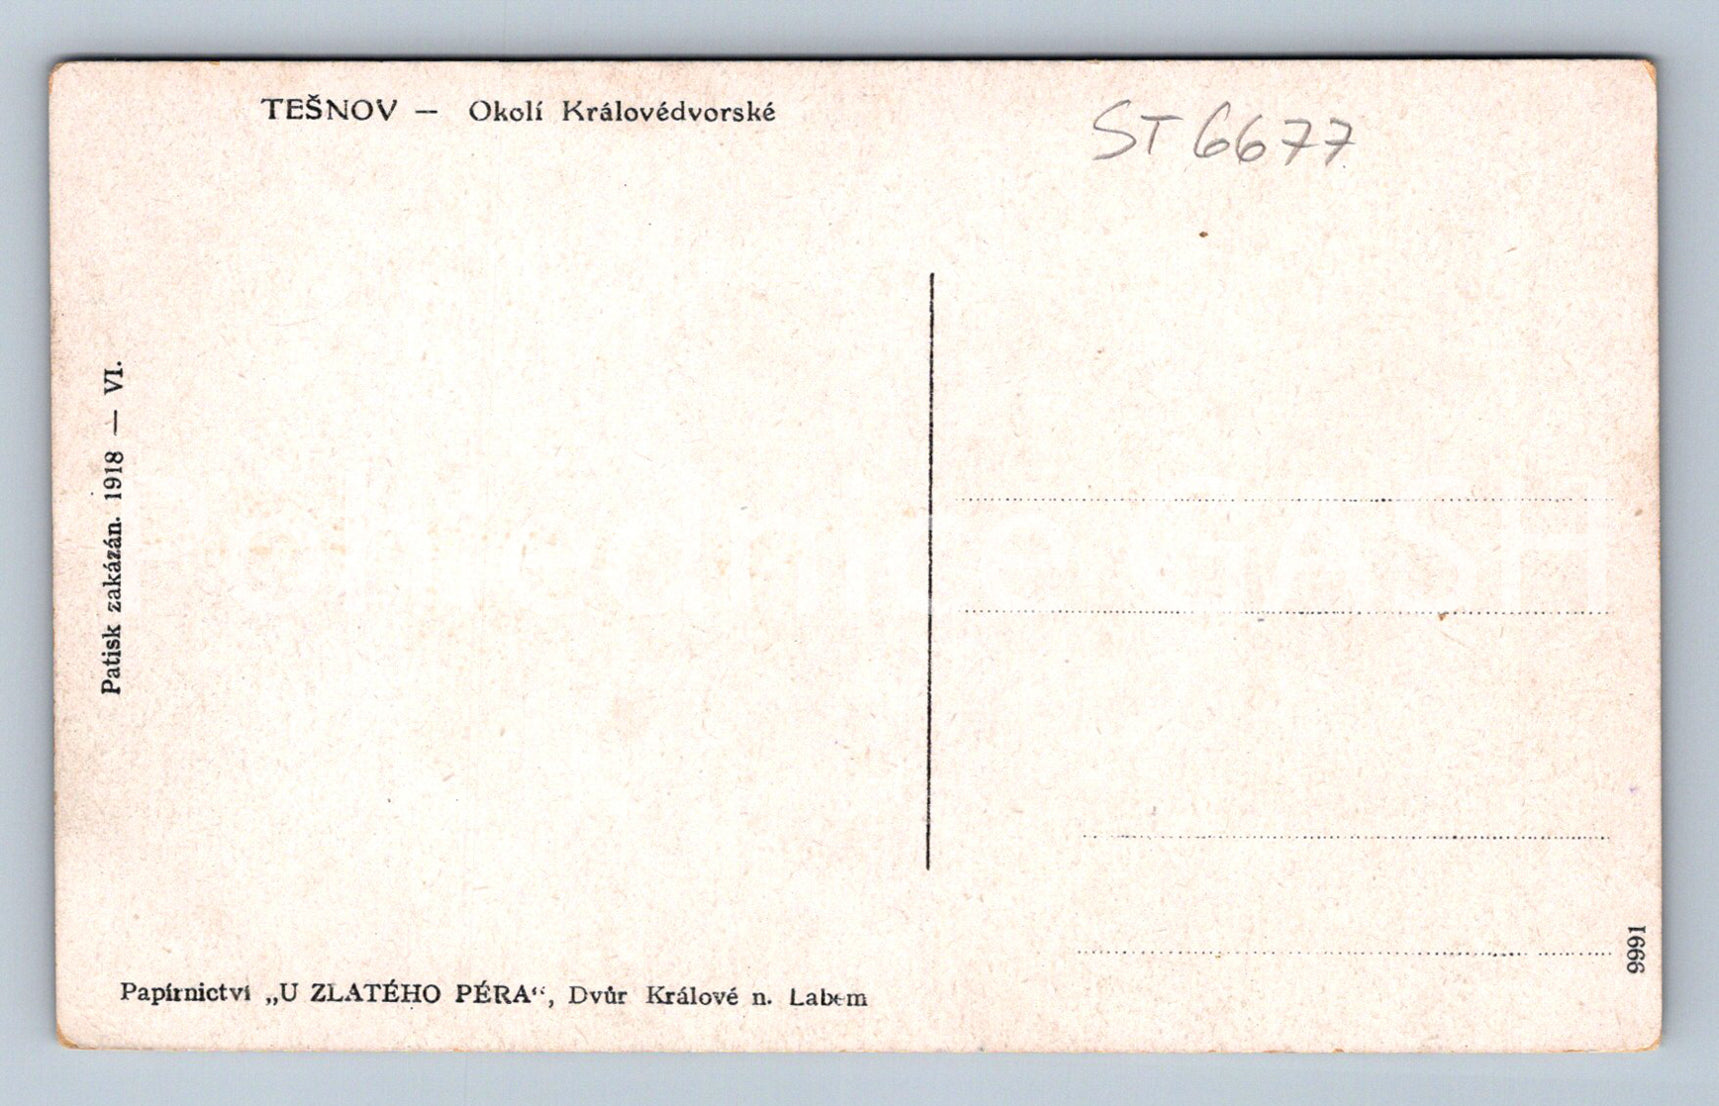 TEŠNOV — Okolí Královédvorské
ST 6677
Patisk zakázán. 1918 — VI.
Papírnictví „U ZLATÉHO PÉRA“, Dvůr Králové n. Labem
9991